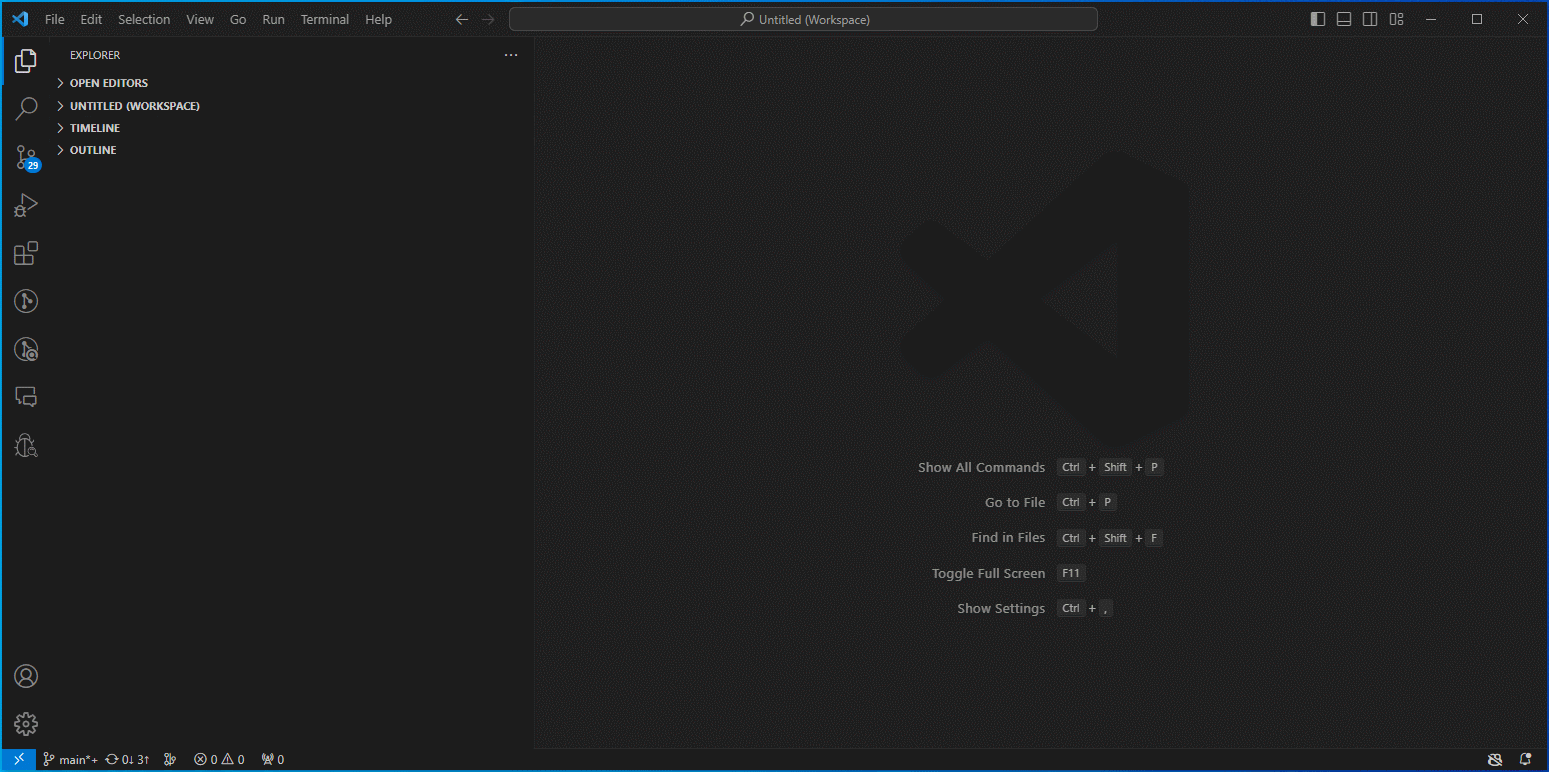 File Edit Selection View Go Run Terminal Help Untitled (Workspace)
EXPLORER
OPEN EDITORS
UNTITLED (WORKSPACE)
TIMELINE
OUTLINE
29
Show All Commands Ctrl + Shift + P
Go to File Ctrl + P
Find in Files Ctrl + Shift + F
Toggle Full Screen F11
Show Settings Ctrl + ,
main*+ 0↓ 3↑ 0 0 0